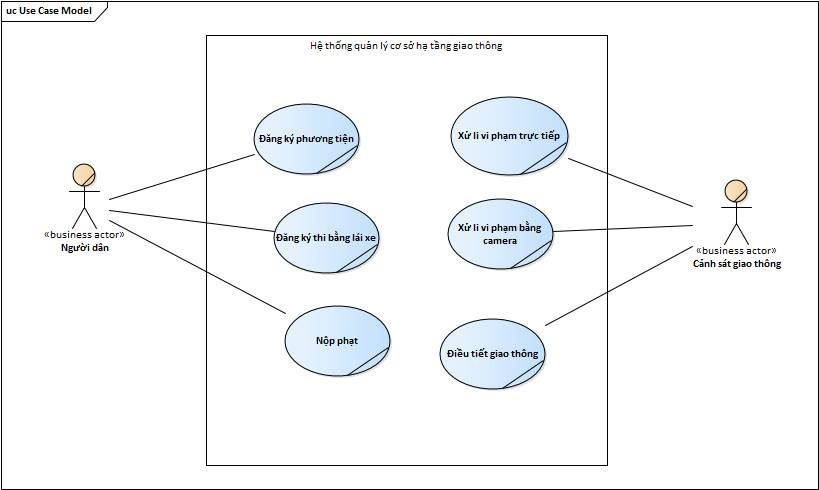 uc Use Case Model
Hệ thống quản lý cơ sở hạ tầng giao thông
Đăng ký phương tiện
Xử lí vi phạm trực tiếp
«business actor»
Người dân
Đăng ký thi bằng lái xe
Xử lí vi phạm bằng
camera
«business actor»
Cảnh sát giao thông
Nộp phạt
Điều tiết giao thông